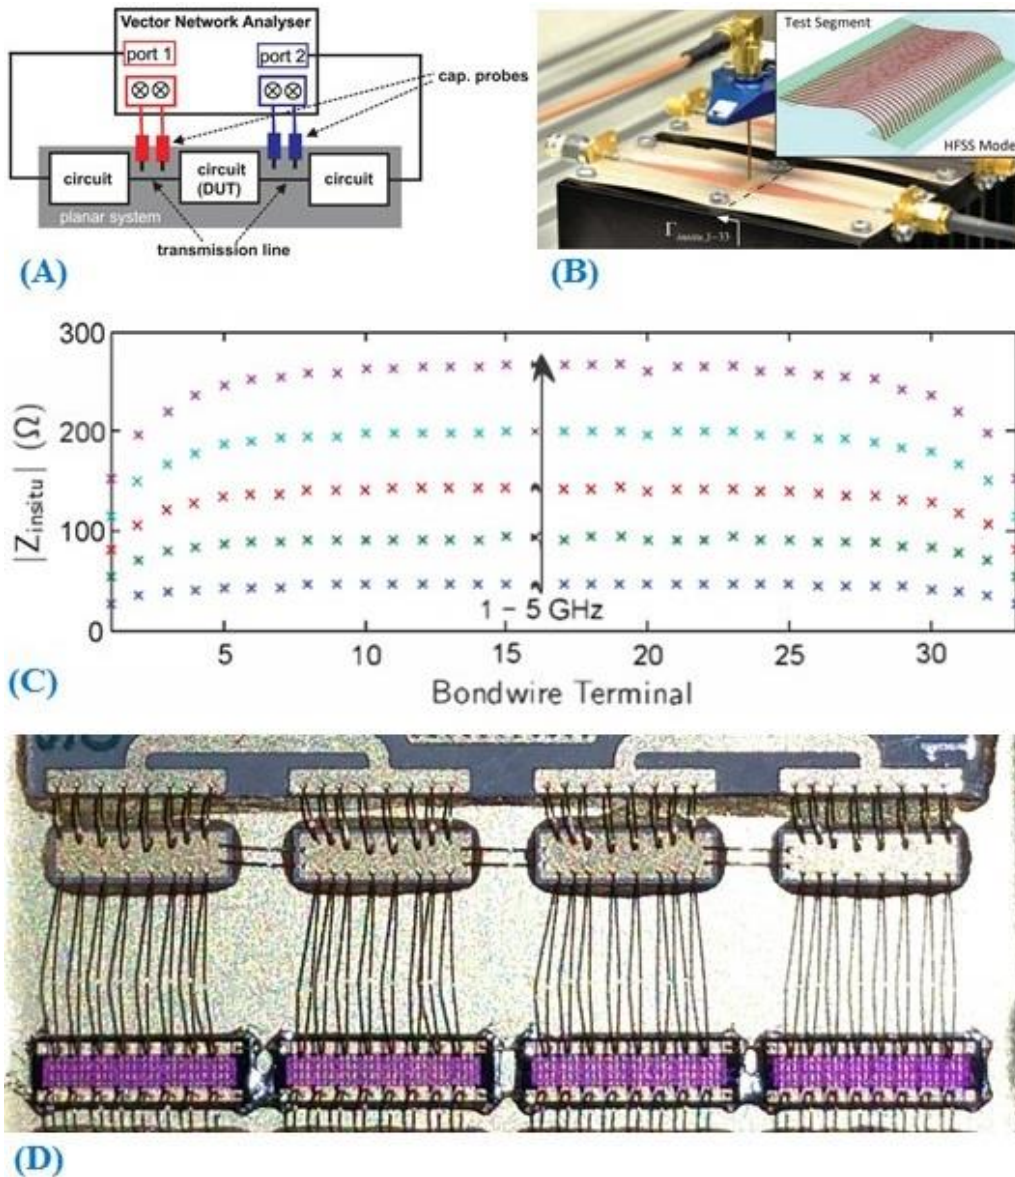 Vector Network Analyser
port 1
port 2
cap. probes
circuit
circuit
(DUT)
circuit
planar system
transmission line
(A)
Test Segment
HFSS Mode
(B)
300
200
100
0
|Z_insitu| (Ω)
1 - 5 GHz
5
10
15
20
25
30
Bondwire Terminal
(C)
(D)